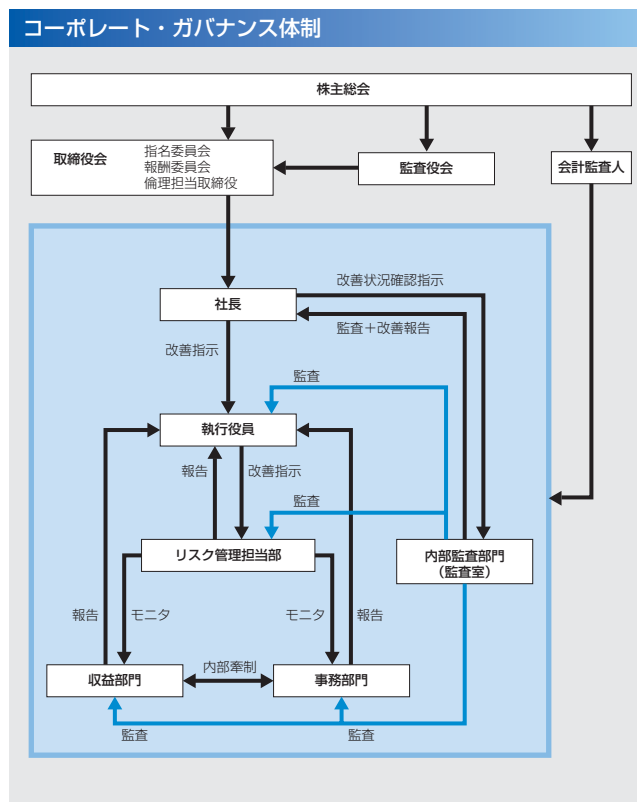 コーポレート・ガバナンス体制
株主総会
取締役会
指名委員会
報酬委員会
倫理担当取締役
監査役会
会計監査人
改善状況確認指示
社長
監査＋改善報告
改善指示
監査
執行役員
報告
改善指示
監査
リスク管理担当部
内部監査部門
（監査室）
報告
モニタ
モニタ
報告
内部牽制
収益部門
事務部門
監査
監査